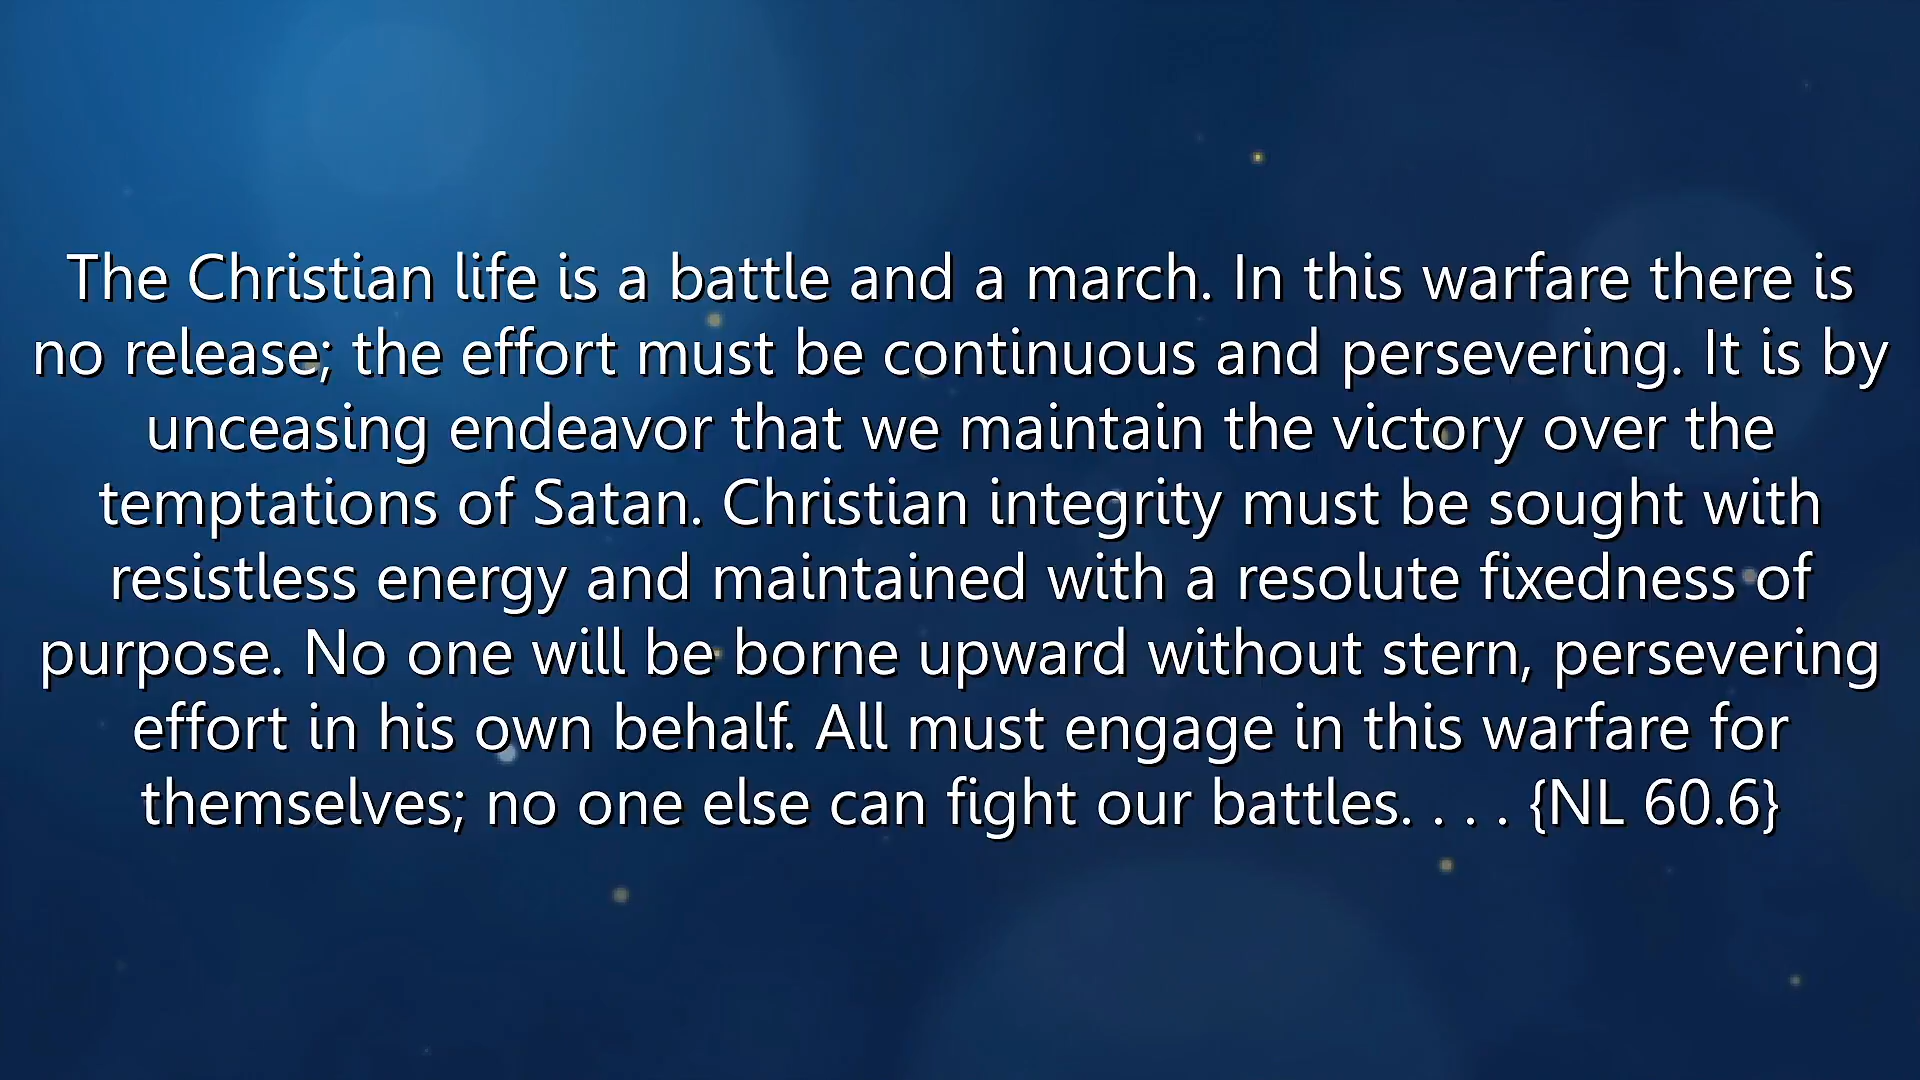 The Christian life is a battle and a march. In this warfare there is
no release; the effort must be continuous and persevering. It is by
unceasing endeavor that we maintain the victory over the
temptations of Satan. Christian integrity must be sought with
resistless energy and maintained with a resolute fixedness of
purpose. No one will be borne upward without stern, persevering
effort in his own behalf. All must engage in this warfare for
themselves; no one else can fight our battles. . . . {NL 60.6}